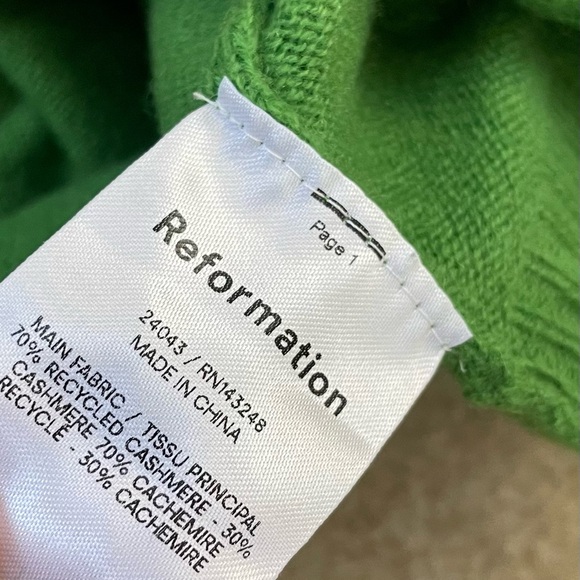 Page 1
Reformation
24043 / RN143248
MADE IN CHINA
MAIN FABRIC / TISSU PRINCIPAL
70% RECYCLED CASHMERE - 30%
CASHMERE 70% CACHEMIRE
RECYCLE - 30% CACHEMIRE